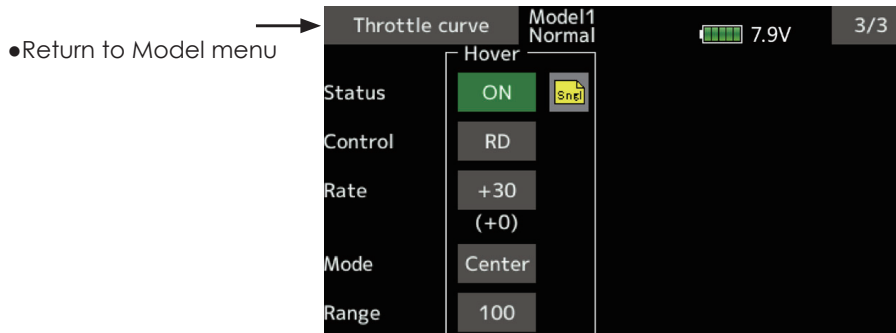 Throttle curve Model1 Normal 7.9V 3/3
●Return to Model menu
Hover
Status ON Sngl
Control RD
Rate +30
(+0)
Mode Center
Range 100